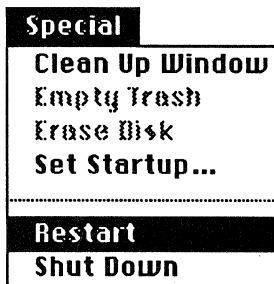 Special
Clean Up Window
Empty Trash
Erase Disk
Set Startup...
Restart
Shut Down